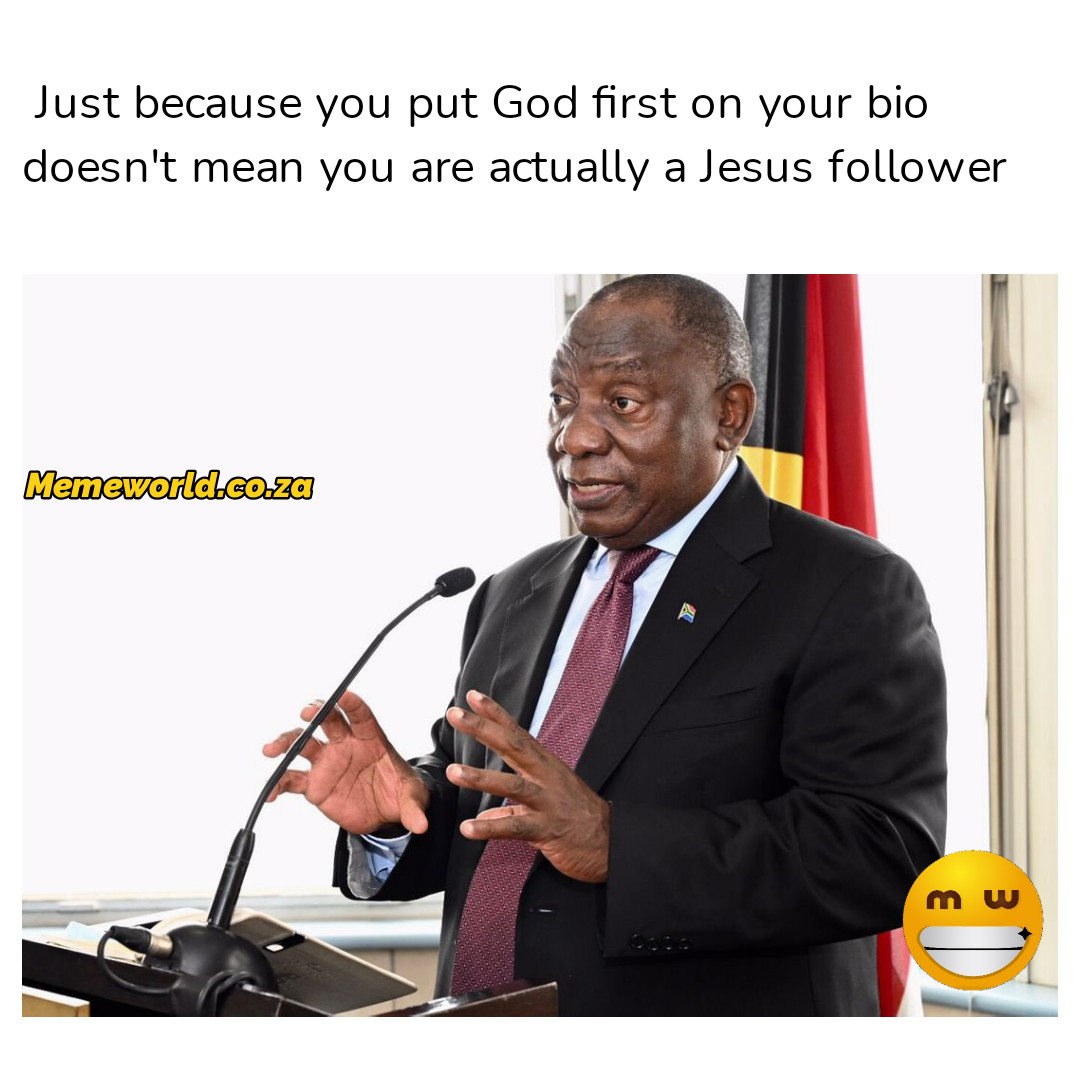 Just because you put God first on your bio
doesn't mean you are actually a Jesus follower
Memeworld.co.za
m w